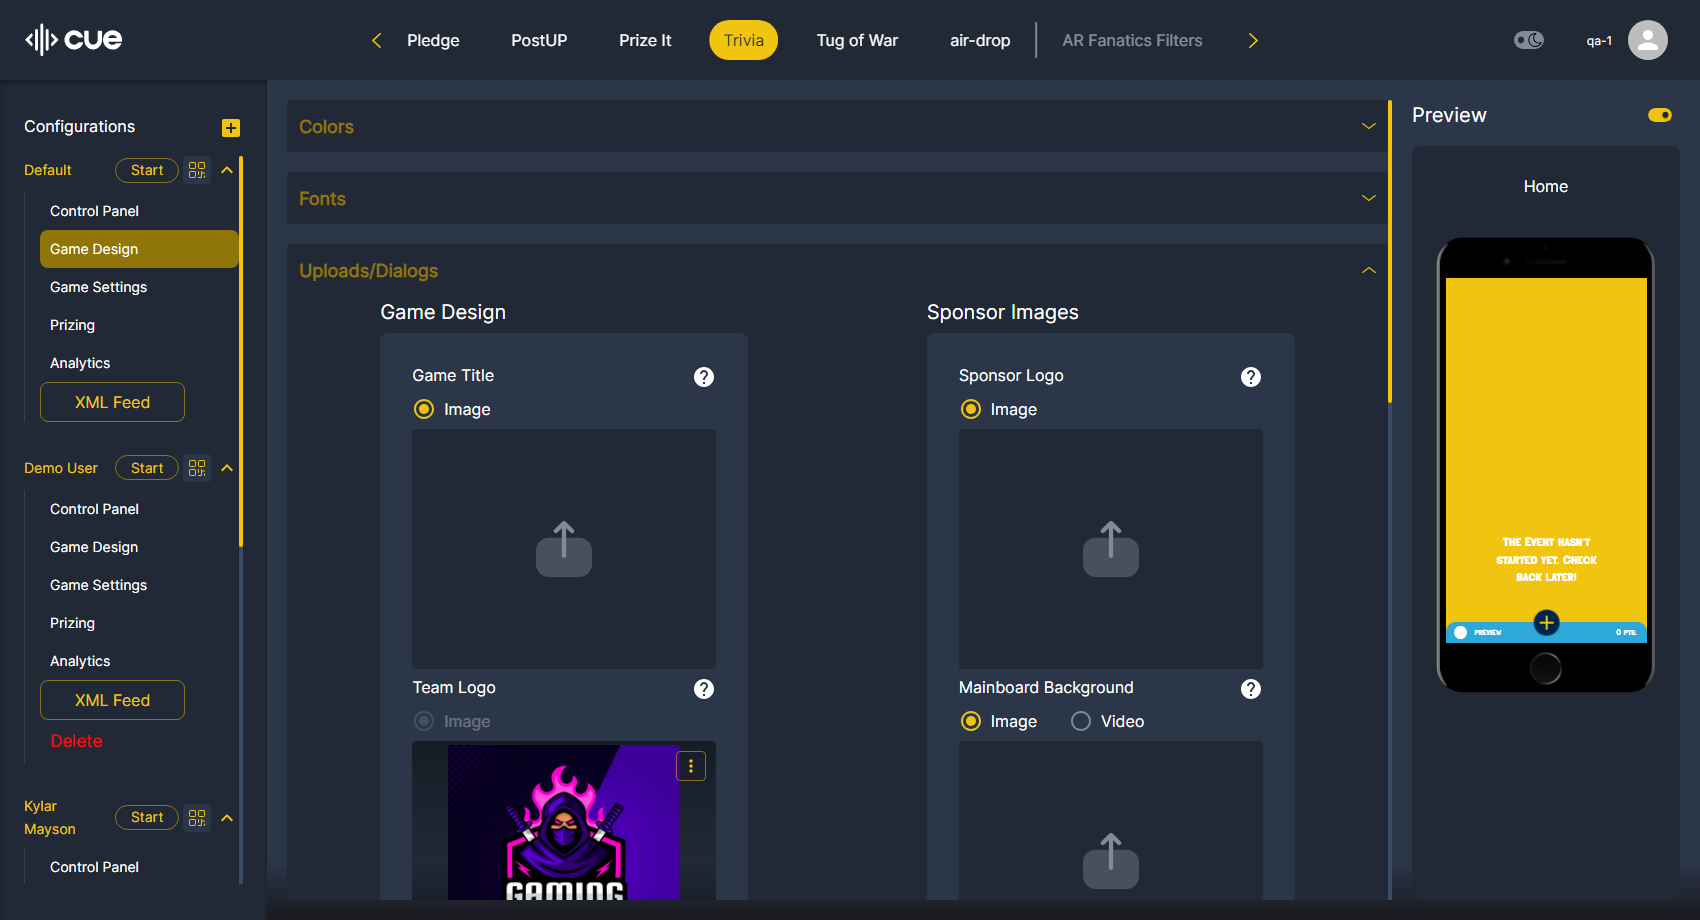 cue
Pledge
PostUP
Prize It
Trivia
Tug of War
air-drop
AR Fanatics Filters
qa-1
Configurations
Default
Start
Control Panel
Game Design
Game Settings
Prizing
Analytics
XML Feed
Demo User
Start
Control Panel
Game Design
Game Settings
Prizing
Analytics
XML Feed
Delete
Kylar
Mayson
Start
Control Panel
Colors
Fonts
Uploads/Dialogs
Game Design
Game Title
Image
Team Logo
Image
GAMING
Sponsor Images
Sponsor Logo
Image
Mainboard Background
Image
Video
Preview
Home
The Event hasn't
started yet. Check
back later!
PREVIEW
0 PTS.